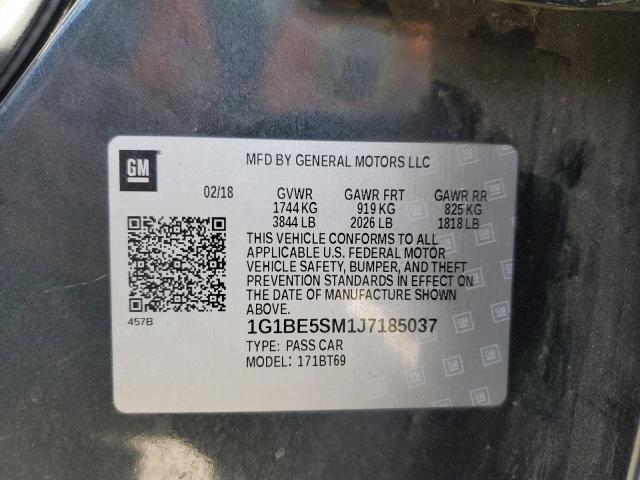 GM
MFD BY GENERAL MOTORS LLC
02/18 GVWR GAWR FRT GAWR RR
1744 KG 919 KG 825 KG
3844 LB 2026 LB 1818 LB
THIS VEHICLE CONFORMS TO ALL
APPLICABLE U.S. FEDERAL MOTOR
VEHICLE SAFETY, BUMPER, AND THEFT
PREVENTION STANDARDS IN EFFECT ON
THE DATE OF MANUFACTURE SHOWN
ABOVE.
457B
1G1BE5SM1J7185037
TYPE: PASS CAR
MODEL: 171BT69